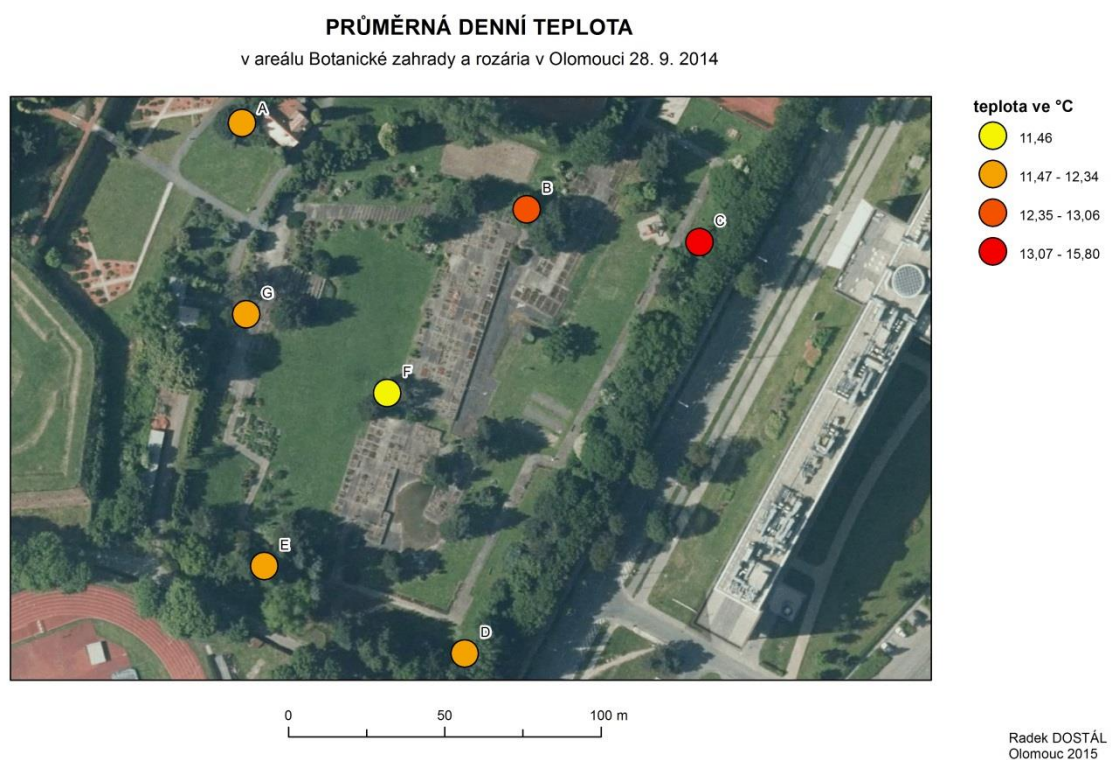 PRŮMĚRNÁ DENNÍ TEPLOTA
v areálu Botanické zahrady a rozária v Olomouci 28. 9. 2014
teplota ve °C
11,46
11,47 - 12,34
12,35 - 13,06
13,07 - 15,80
A
B
C
G
F
E
D
0 50 100 m
Radek DOSTÁL
Olomouc 2015